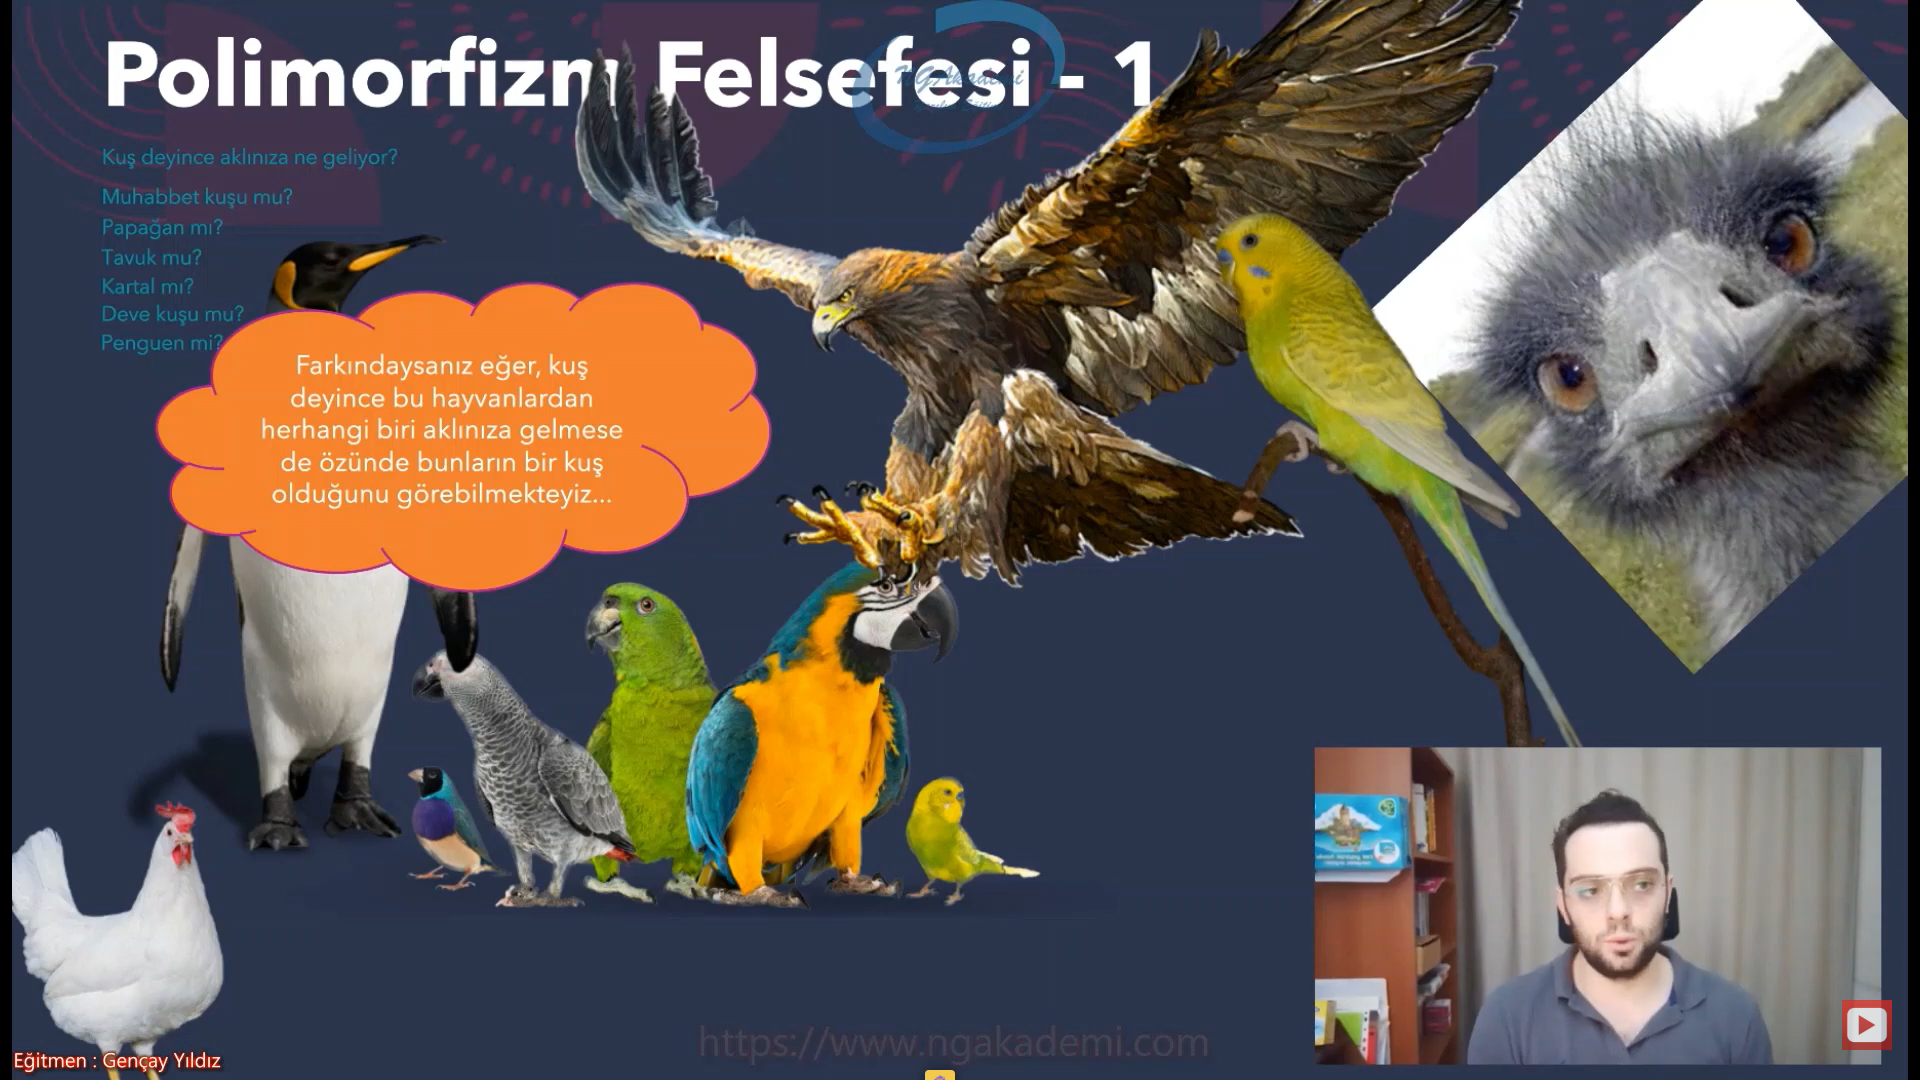 Polimorfizm Felsefesi - 1
NGAkademi
Kuş deyince aklınıza ne geliyor?
Muhabbet kuşu mu?
Papağan mı?
Tavuk mu?
Kartal mı?
Deve kuşu mu?
Penguen mi?
Farkındaysanız eğer, kuş
deyince bu hayvanlardan
herhangi biri aklınıza gelmese
de özünde bunların bir kuş
olduğunu görebilmekteyiz...
https://www.ngakademi.com
Eğitmen : Gençay Yıldız